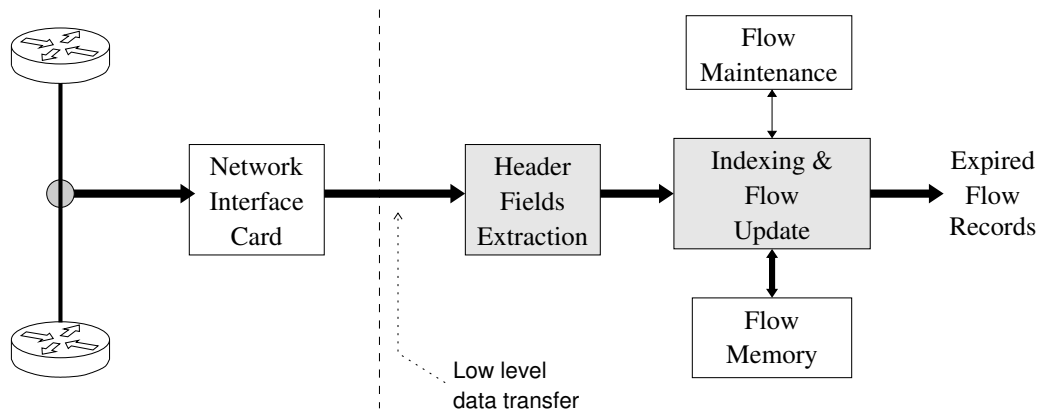 Flow
Maintenance
Network
Interface
Card
Header
Fields
Extraction
Indexing &
Flow
Update
Expired
Flow
Records
Flow
Memory
Low level
data transfer